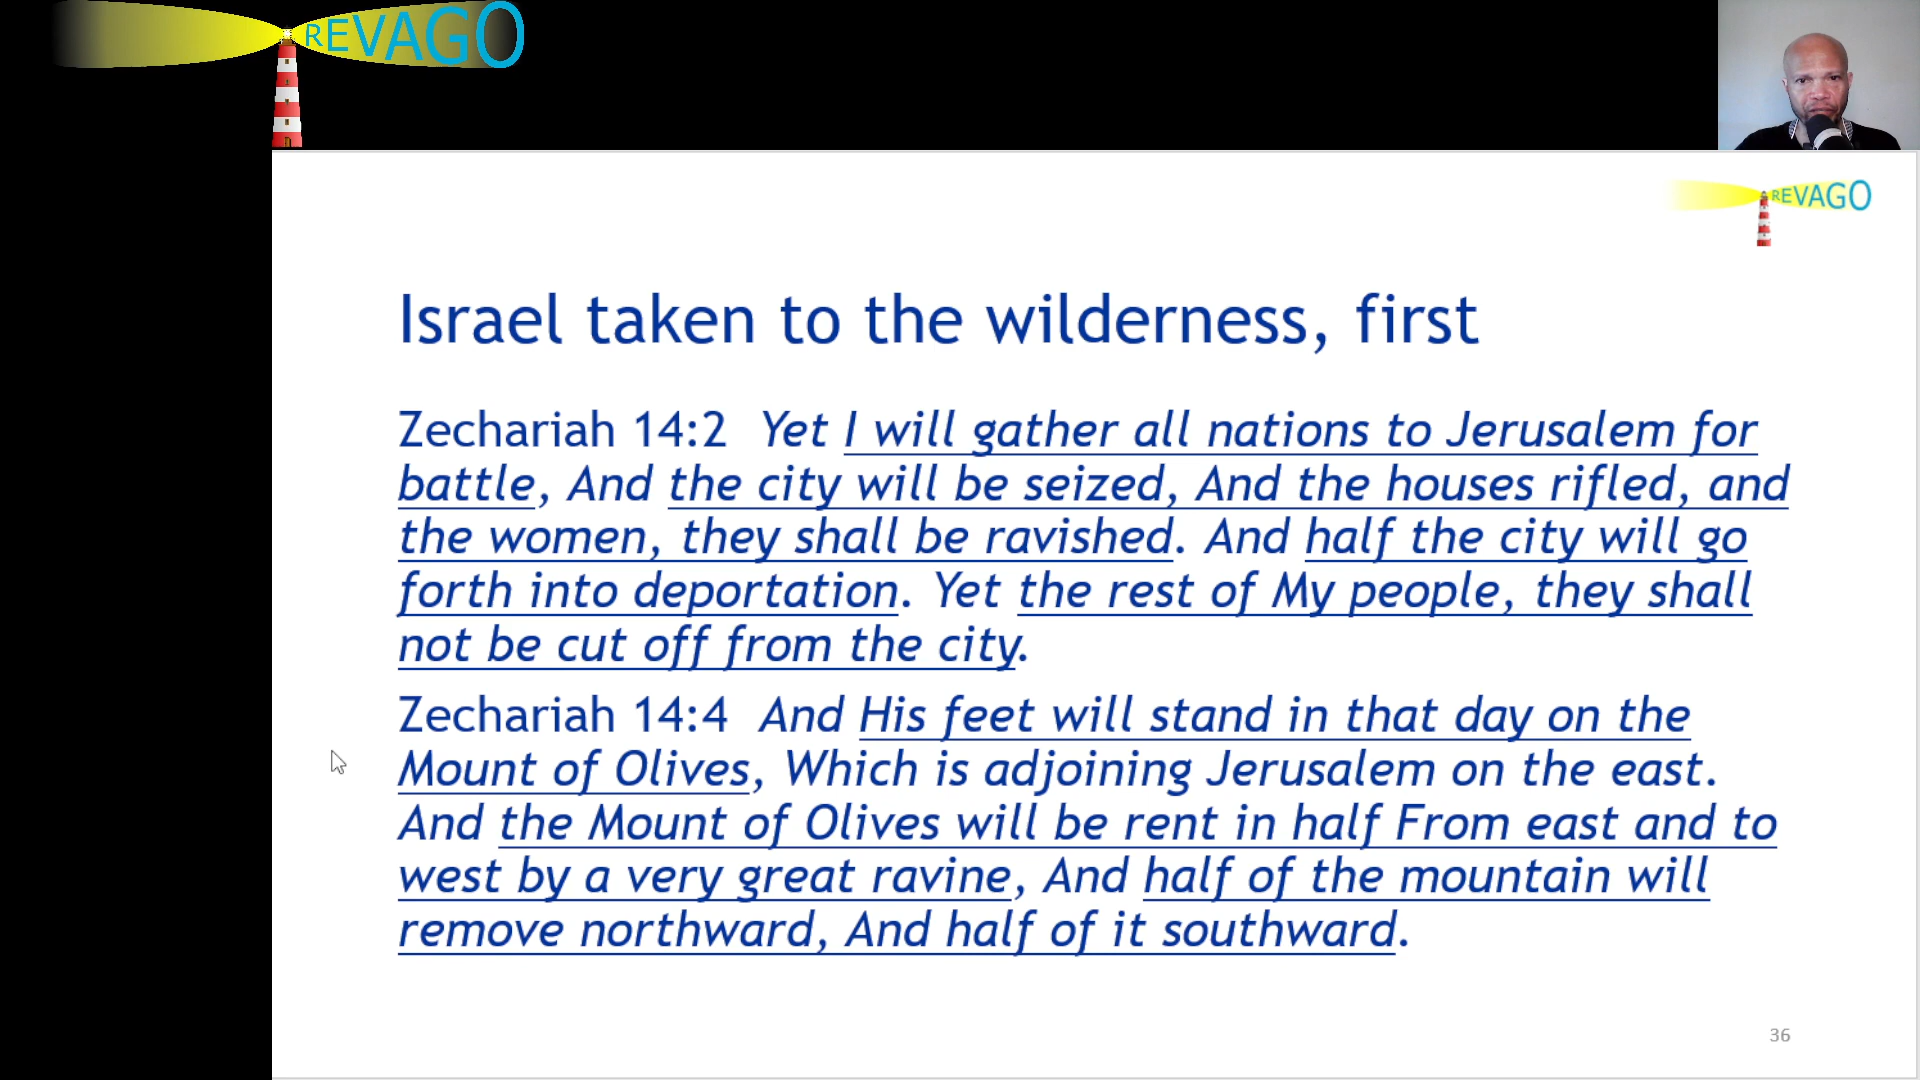 REVAGO
REVAGO
Israel taken to the wilderness, first
Zechariah 14:2 Yet I will gather all nations to Jerusalem for
battle, And the city will be seized, And the houses rifled, and
the women, they shall be ravished. And half the city will go
forth into deportation. Yet the rest of My people, they shall
not be cut off from the city.
Zechariah 14:4 And His feet will stand in that day on the
Mount of Olives, Which is adjoining Jerusalem on the east.
And the Mount of Olives will be rent in half From east and to
west by a very great ravine, And half of the mountain will
remove northward, And half of it southward.
36